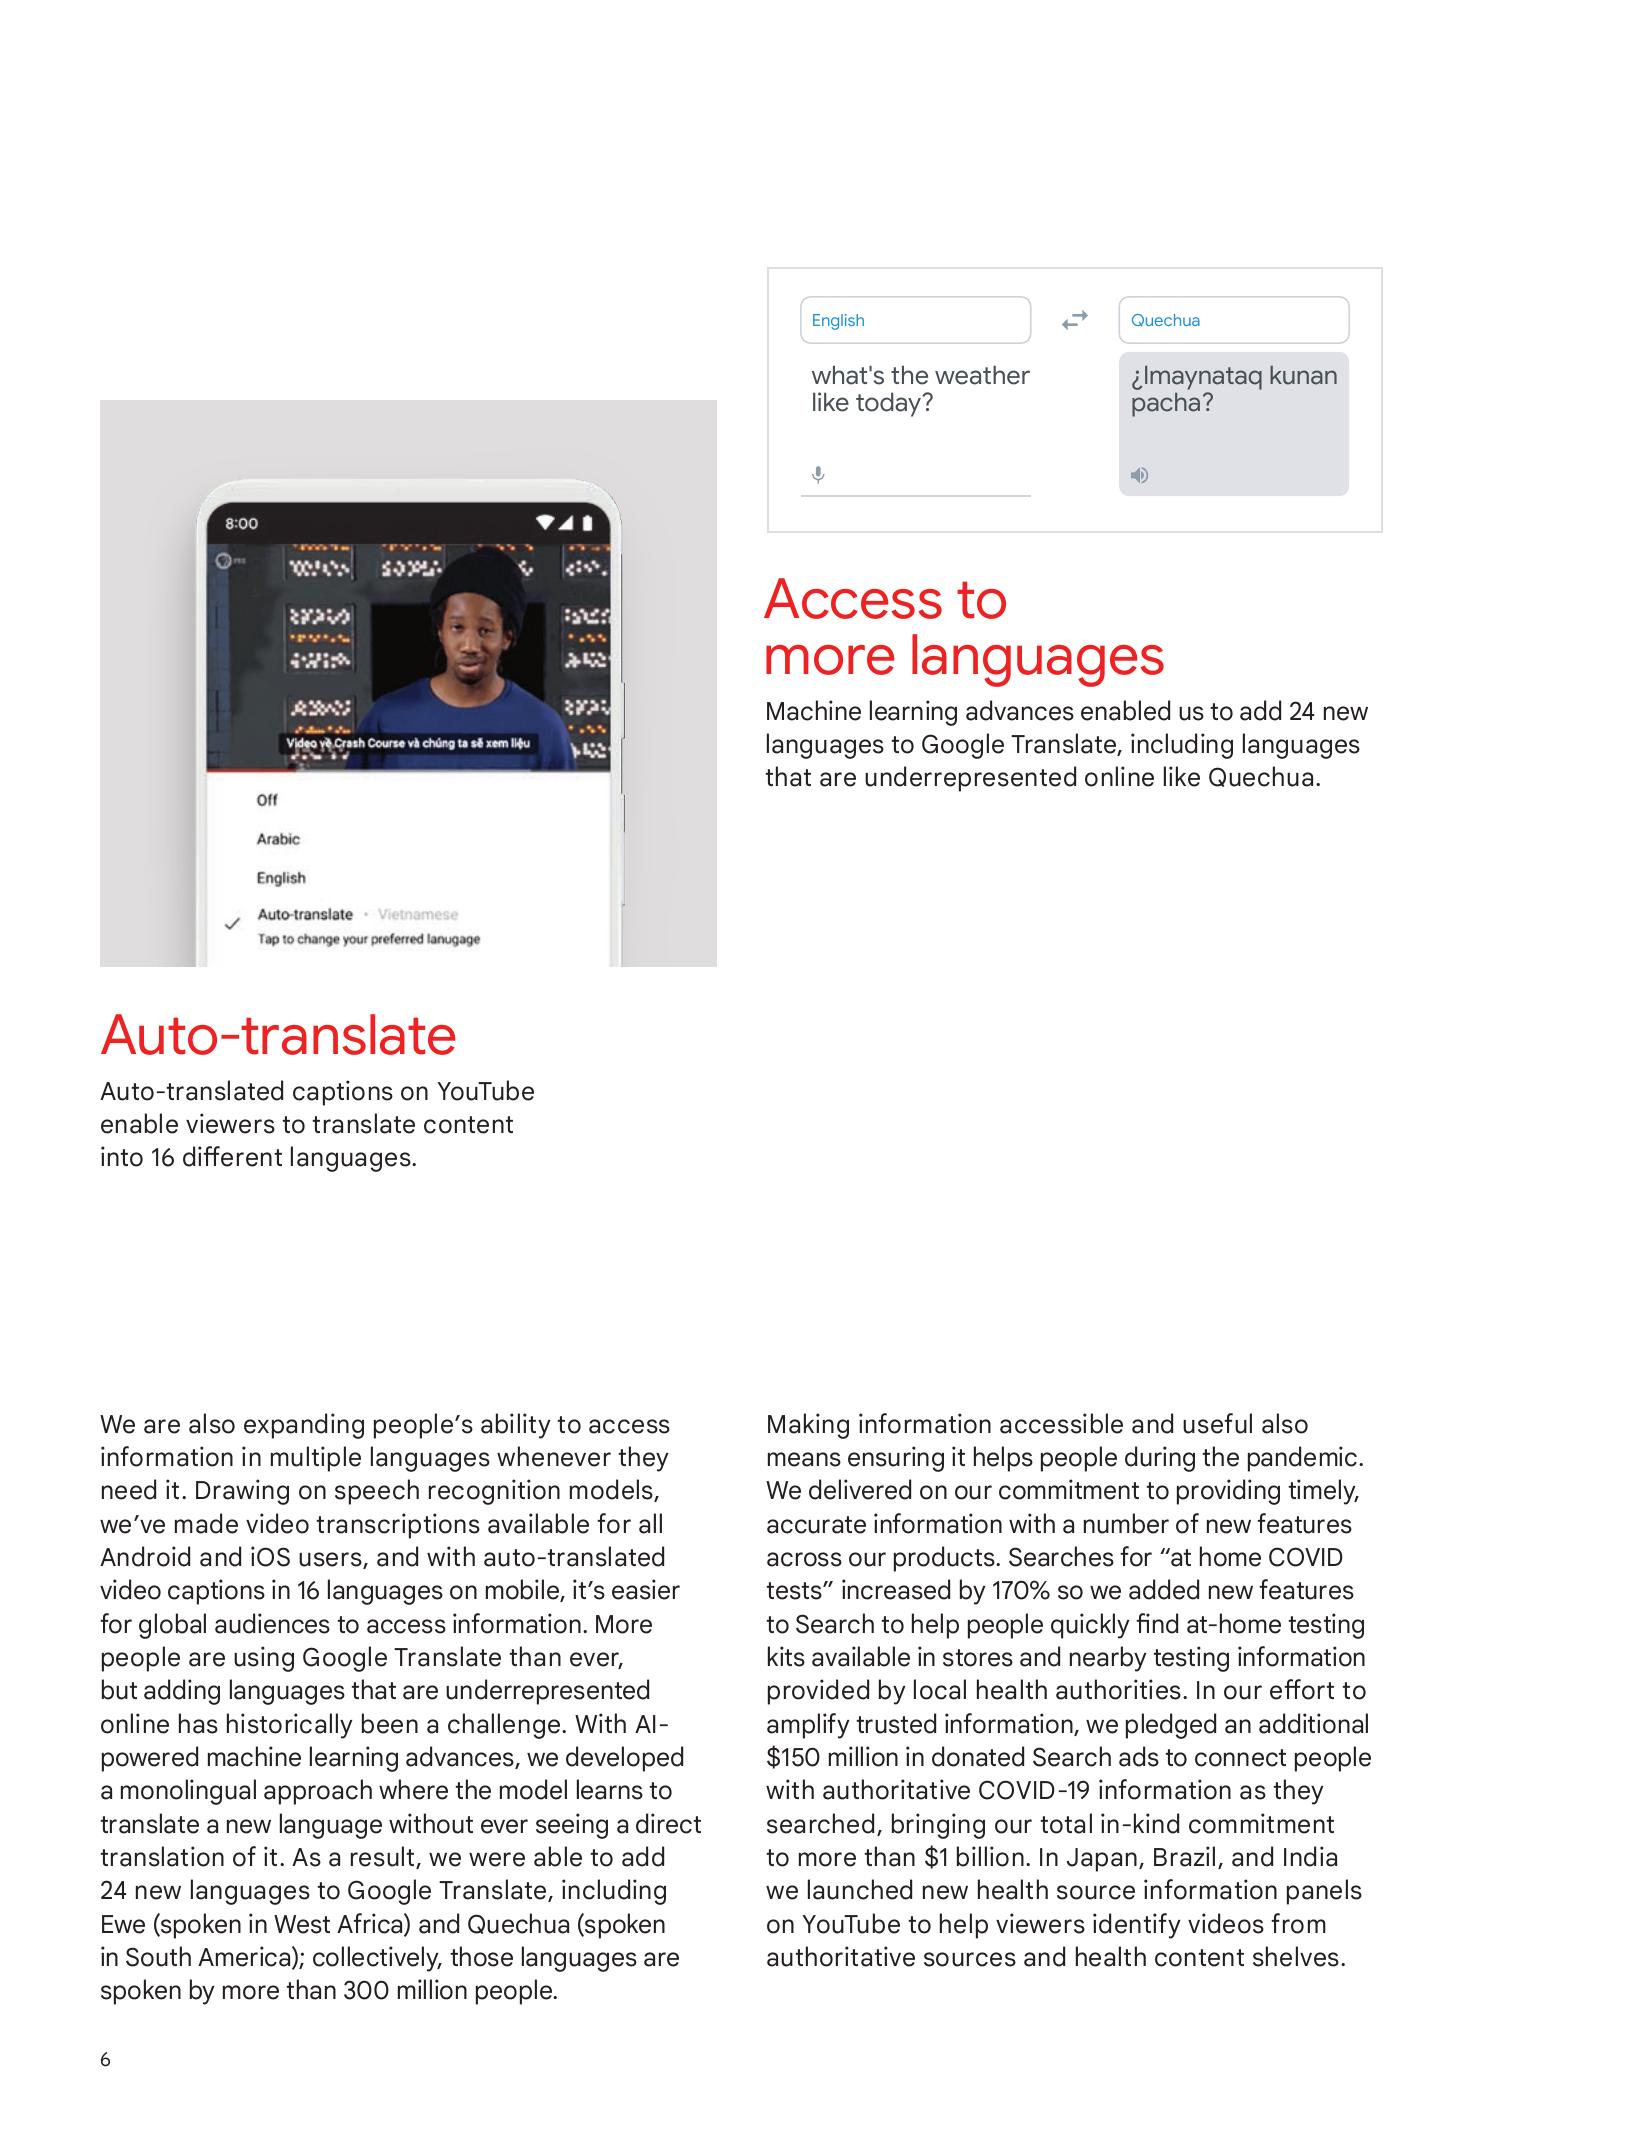 English
Quechua
what's the weather
like today?
¿Imaynataq kunan
pacha?
8:00
PBS
Video về Crash Course và chúng ta sẽ xem liệu
Off
Arabic
English
Auto-translate · Vietnamese
Tap to change your preferred lanugage
Access to
more languages
Machine learning advances enabled us to add 24 new
languages to Google Translate, including languages
that are underrepresented online like Quechua.
Auto-translate
Auto-translated captions on YouTube
enable viewers to translate content
into 16 different languages.
We are also expanding people’s ability to access
information in multiple languages whenever they
need it. Drawing on speech recognition models,
we’ve made video transcriptions available for all
Android and iOS users, and with auto-translated
video captions in 16 languages on mobile, it’s easier
for global audiences to access information. More
people are using Google Translate than ever,
but adding languages that are underrepresented
online has historically been a challenge. With AI-
powered machine learning advances, we developed
a monolingual approach where the model learns to
translate a new language without ever seeing a direct
translation of it. As a result, we were able to add
24 new languages to Google Translate, including
Ewe (spoken in West Africa) and Quechua (spoken
in South America); collectively, those languages are
spoken by more than 300 million people.
Making information accessible and useful also
means ensuring it helps people during the pandemic.
We delivered on our commitment to providing timely,
accurate information with a number of new features
across our products. Searches for “at home COVID
tests” increased by 170% so we added new features
to Search to help people quickly find at-home testing
kits available in stores and nearby testing information
provided by local health authorities. In our effort to
amplify trusted information, we pledged an additional
$150 million in donated Search ads to connect people
with authoritative COVID-19 information as they
searched, bringing our total in-kind commitment
to more than $1 billion. In Japan, Brazil, and India
we launched new health source information panels
on YouTube to help viewers identify videos from
authoritative sources and health content shelves.
6